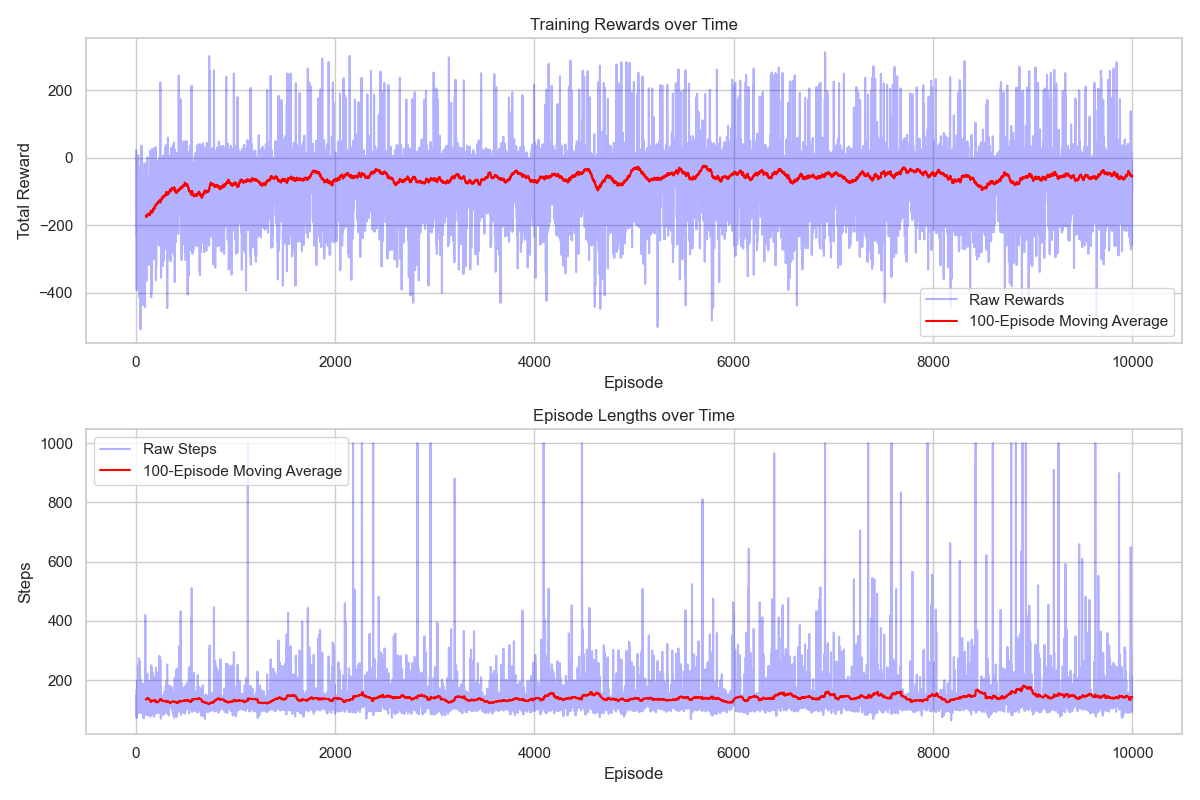 Training Rewards over Time
Total Reward
200
0
−200
−400
Raw Rewards
100-Episode Moving Average
0
2000
4000
6000
8000
10000
Episode
Episode Lengths over Time
Steps
1000
800
600
400
200
Raw Steps
100-Episode Moving Average
0
2000
4000
6000
8000
10000
Episode